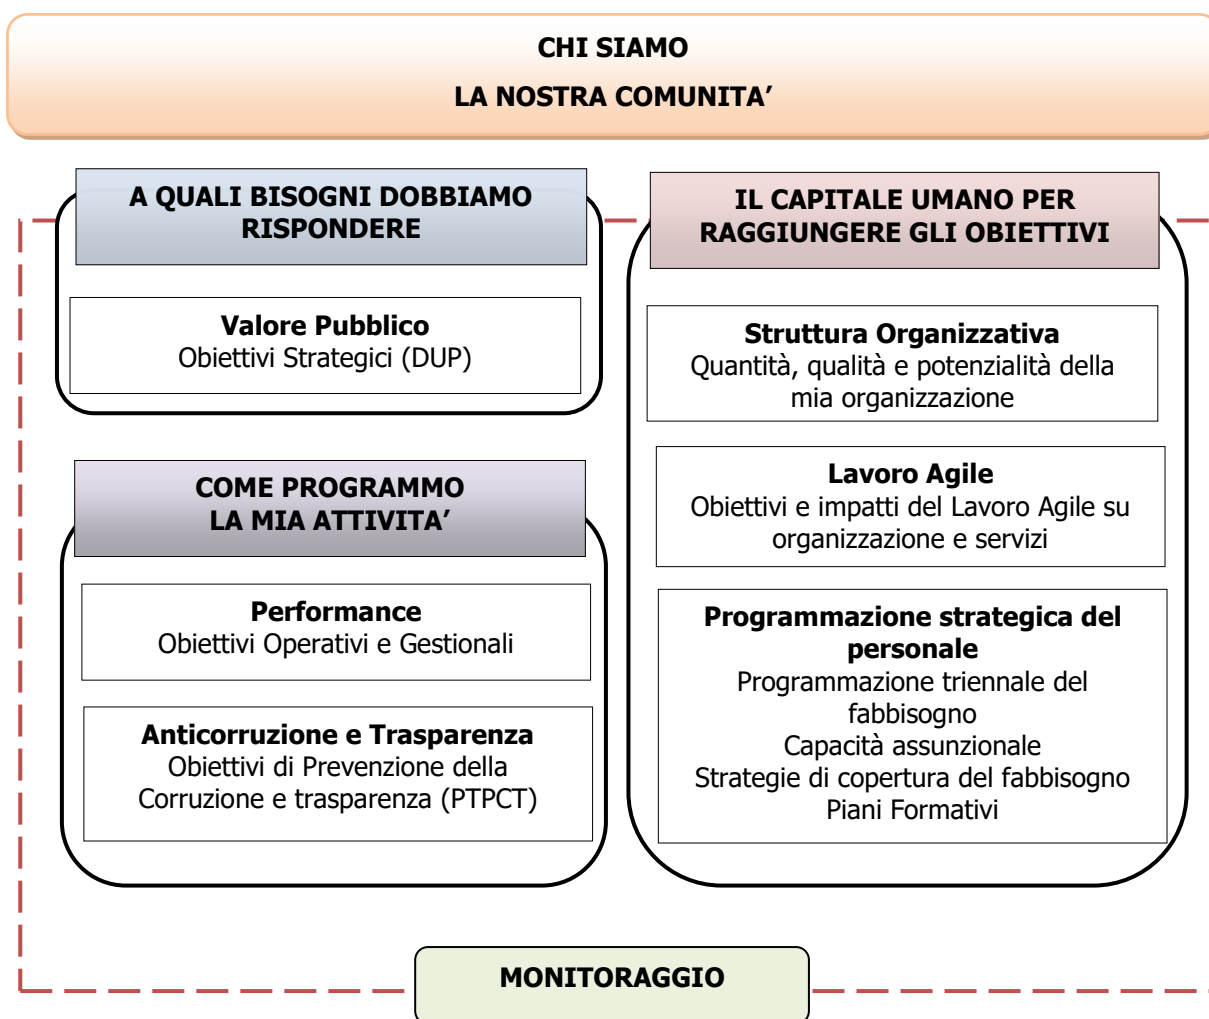 CHI SIAMO
LA NOSTRA COMUNITA’
A QUALI BISOGNI DOBBIAMO
RISPONDERE
Valore Pubblico
Obiettivi Strategici (DUP)
COME PROGRAMMO
LA MIA ATTIVITA’
Performance
Obiettivi Operativi e Gestionali
Anticorruzione e Trasparenza
Obiettivi di Prevenzione della
Corruzione e trasparenza (PTPCT)
IL CAPITALE UMANO PER
RAGGIUNGERE GLI OBIETTIVI
Struttura Organizzativa
Quantità, qualità e potenzialità della
mia organizzazione
Lavoro Agile
Obiettivi e impatti del Lavoro Agile su
organizzazione e servizi
Programmazione strategica del
personale
Programmazione triennale del
fabbisogno
Capacità assunzionale
Strategie di copertura del fabbisogno
Piani Formativi
MONITORAGGIO